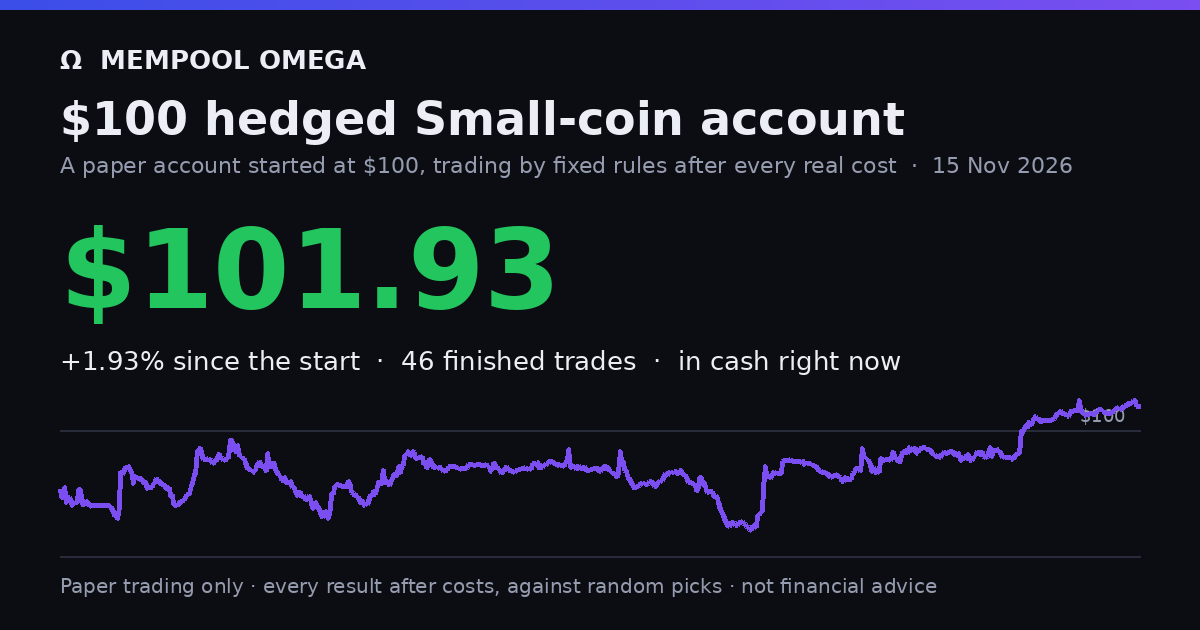 Ω MEMPOOL OMEGA
$100 hedged Small-coin account
A paper account started at $100, trading by fixed rules after every real cost · 15 Nov 2026
$101.93
+1.93% since the start · 46 finished trades · in cash right now
$100
Paper trading only · every result after costs, against random picks · not financial advice